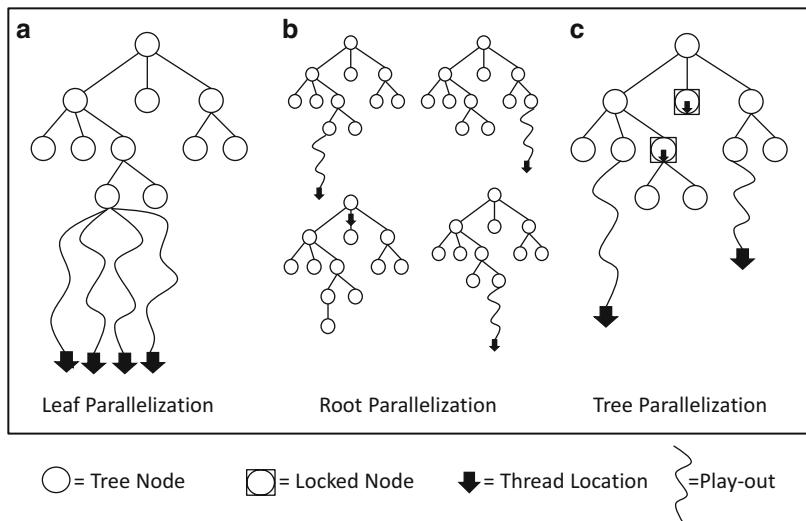 a
b
c
Leaf Parallelization
Root Parallelization
Tree Parallelization
= Tree Node
= Locked Node
= Thread Location
=Play-out